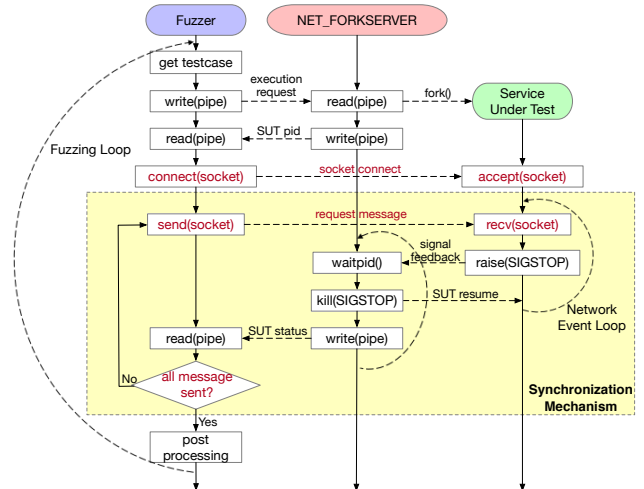 Fuzzer
NET_FORKSERVER
get testcase
execution
request
write(pipe)
read(pipe)
fork()
Service
Under Test
read(pipe)
SUT pid
write(pipe)
Fuzzing Loop
connect(socket)
socket connect
accept(socket)
send(socket)
request message
recv(socket)
signal
feedback
waitpid()
raise(SIGSTOP)
kill(SIGSTOP)
SUT resume
Network
Event Loop
read(pipe)
SUT status
write(pipe)
No
all message
sent?
Synchronization
Mechanism
Yes
post
processing